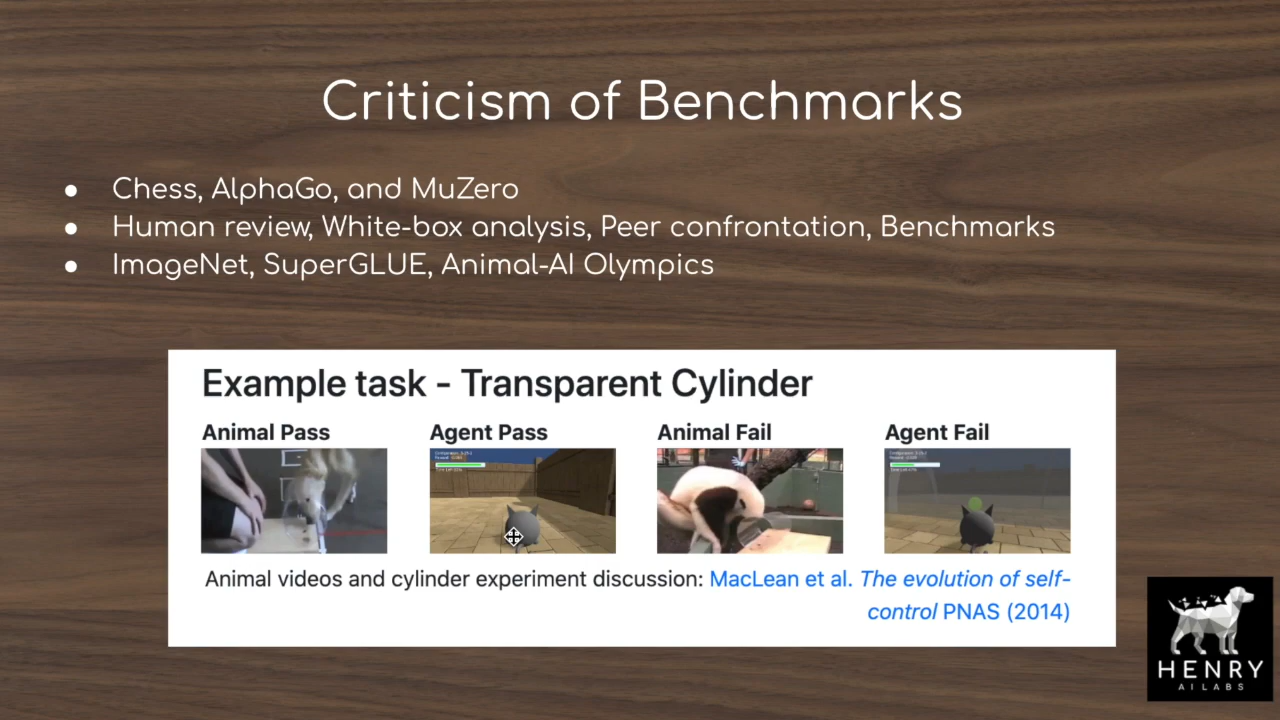 Criticism of Benchmarks
● Chess, AlphaGo, and MuZero
● Human review, White-box analysis, Peer confrontation, Benchmarks
● ImageNet, SuperGLUE, Animal-AI Olympics
Example task - Transparent Cylinder
Animal Pass
Agent Pass
Animal Fail
Agent Fail
Animal videos and cylinder experiment discussion: MacLean et al. The evolution of self-
control PNAS (2014)
HENRY
AI LABS